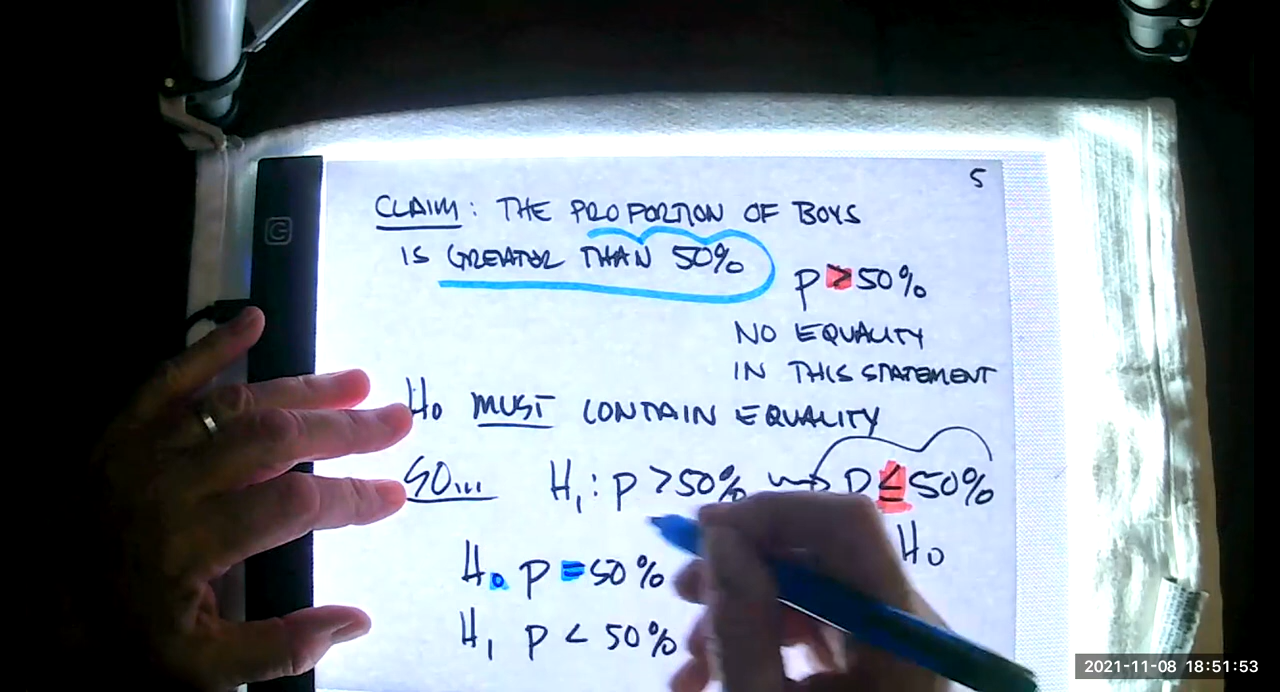 5
CLAIM: THE PROPORTION OF BOYS
IS GREATER THAN 50%
p > 50%
NO EQUALITY
IN THIS STATEMENT
H0 MUST CONTAIN EQUALITY
SO... H1: p > 50% → p ≤ 50%
H0
H0 p = 50%
H1 p < 50%
2021-11-08 18:51:53